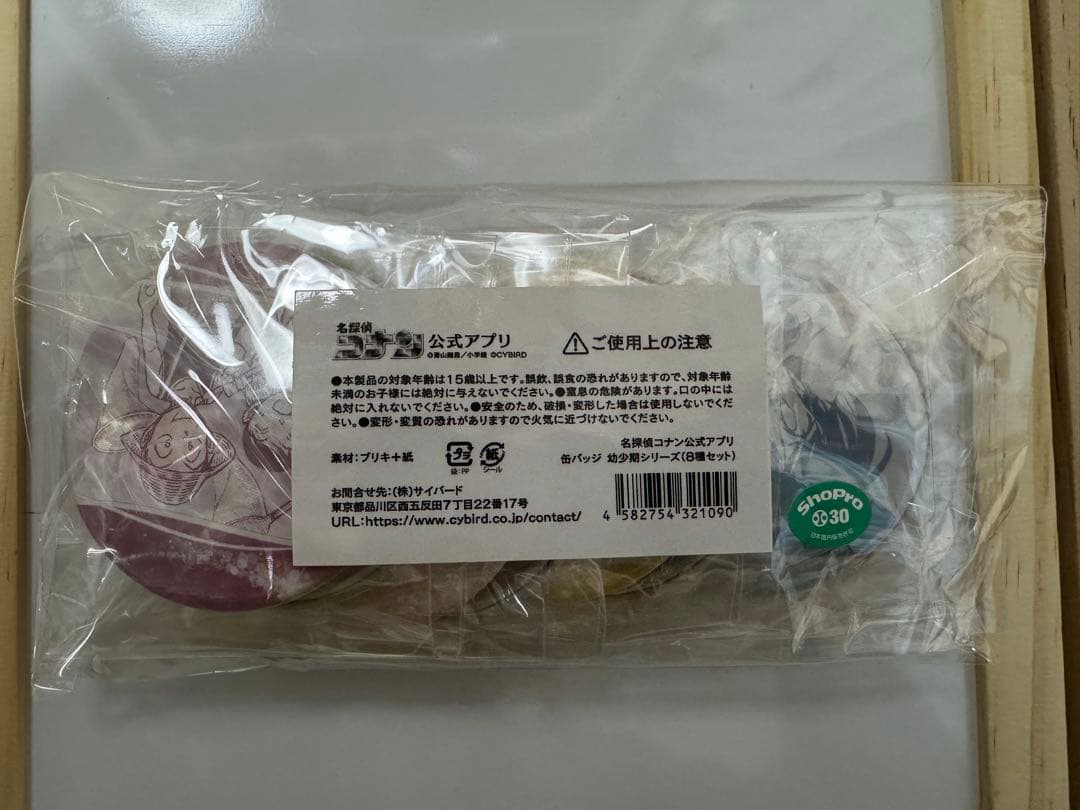 名探偵
コナン 公式アプリ
©青山剛昌/小学館 ©CYBIRD
⚠ご使用上の注意
●本製品の対象年齢は15歳以上です。誤飲、誤食の恐れがありますので、対象年齢
未満のお子様には絶対に与えないでください。●窒息の危険があります。口の中には
絶対に入れないでください。●安全のため、破損・変形した場合は使用しないでくだ
さい。●変形・変質の恐れがありますので火気に近づけないでください。
素材:ブリキ+紙
プラ
袋:PP
紙
シール
名探偵コナン公式アプリ
缶バッジ 幼少期シリーズ(8種セット)
お問合せ先:(株)サイバード
東京都品川区西五反田7丁目22番17号
URL:https://www.cybird.co.jp/contact/
4 582754 321090
ShoPro
30
日本国内販売許可